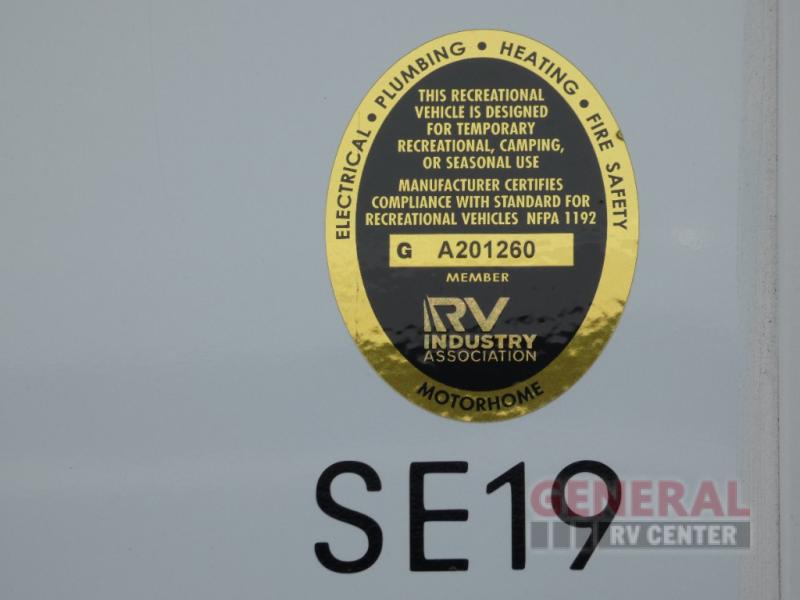 ELECTRICAL • PLUMBING • HEATING • FIRE SAFETY
THIS RECREATIONAL
VEHICLE IS DESIGNED
FOR TEMPORARY
RECREATIONAL, CAMPING,
OR SEASONAL USE
MANUFACTURER CERTIFIES
COMPLIANCE WITH STANDARD FOR
RECREATIONAL VEHICLES NFPA 1192
G A201260
MEMBER
RV
INDUSTRY
ASSOCIATION
MOTORHOME
SE19
GENERAL
RV CENTER